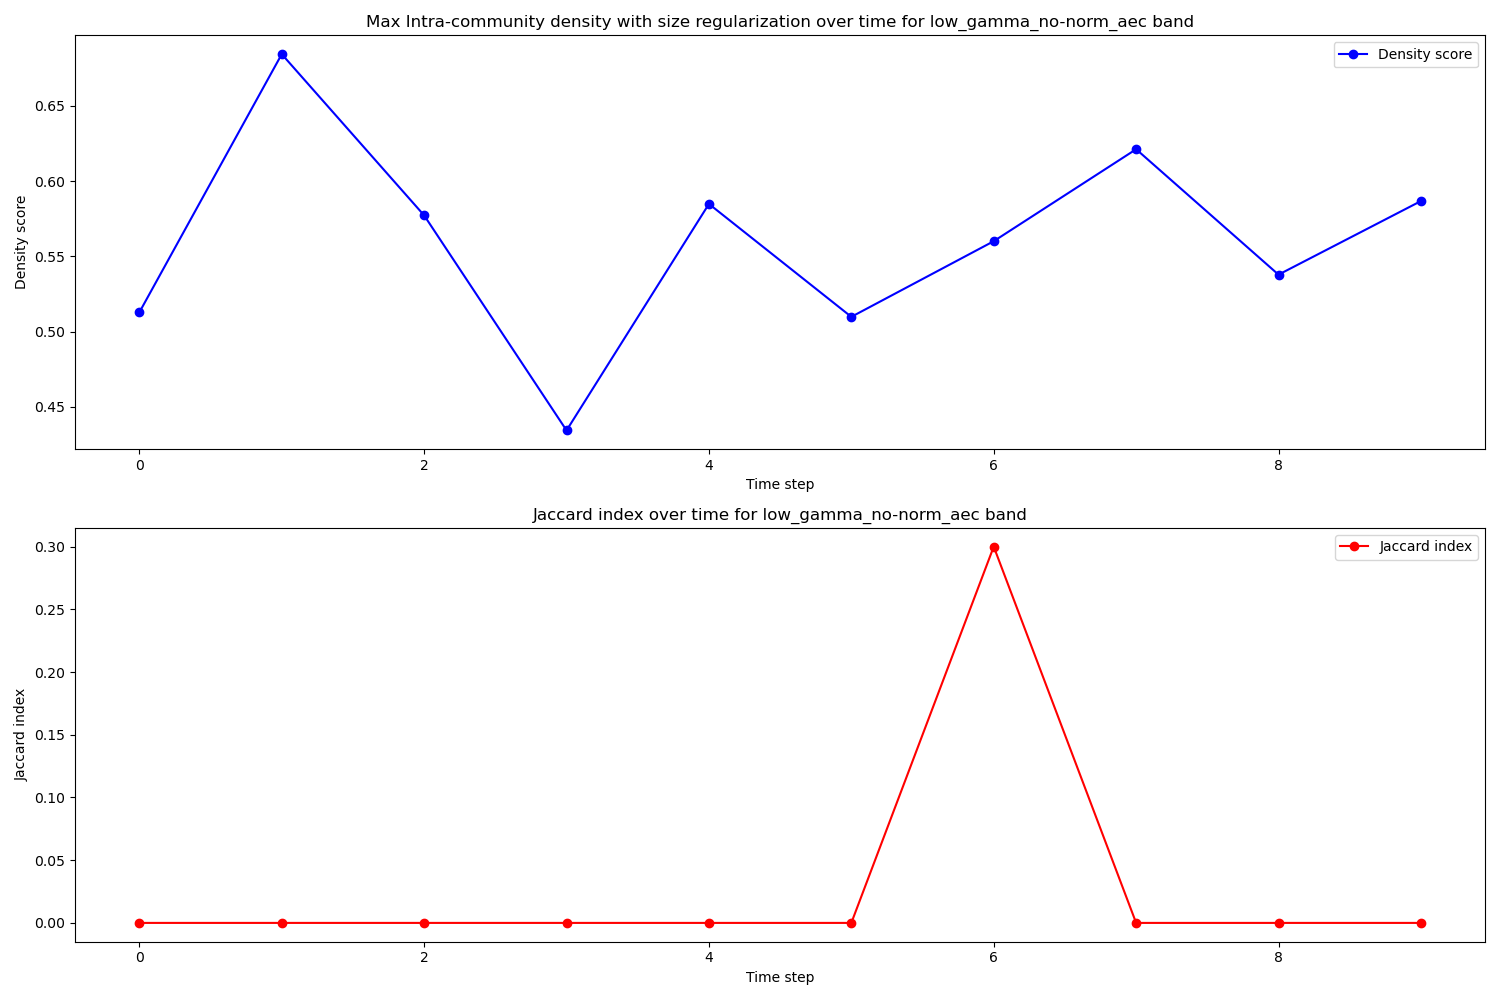 Max Intra-community density with size regularization over time for low_gamma_no-norm_aec band
Density score
0.65
0.60
0.55
0.50
0.45
Density score
0 2 4 6 8
Time step
Jaccard index over time for low_gamma_no-norm_aec band
Jaccard index
0.30
0.25
0.20
0.15
0.10
0.05
0.00
Jaccard index
0 2 4 6 8
Time step